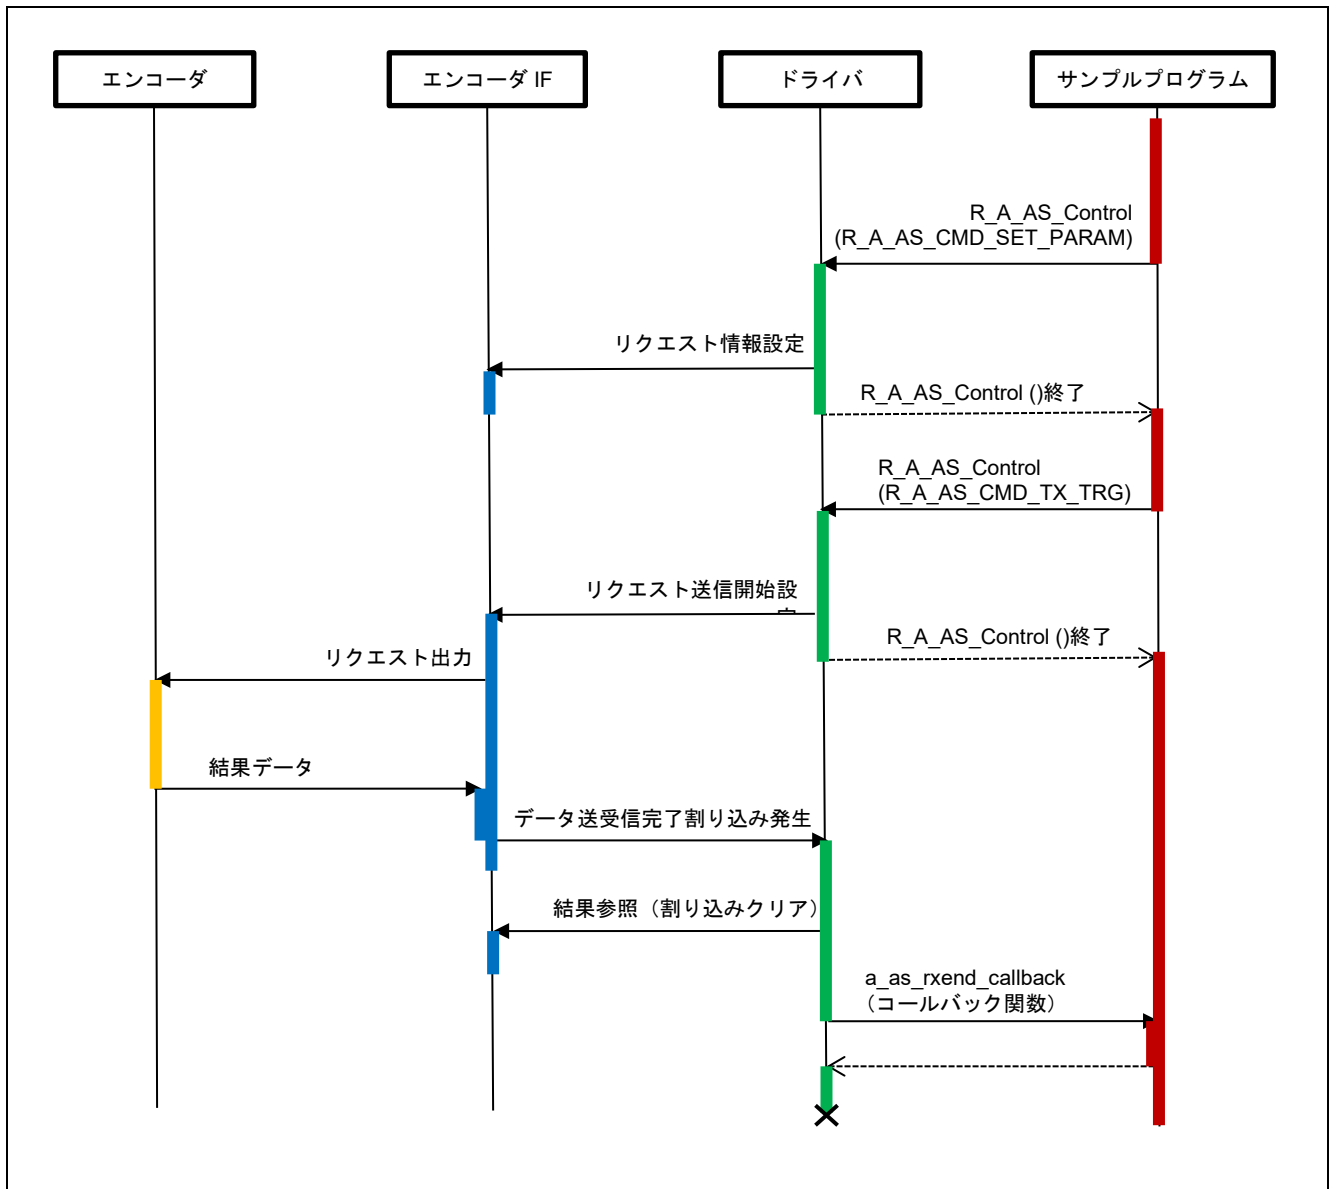 エンコーダ
エンコーダ IF
ドライバ
サンプルプログラム
R_A_AS_Control
(R_A_AS_CMD_SET_PARAM)
リクエスト情報設定
R_A_AS_Control ()終了
R_A_AS_Control
(R_A_AS_CMD_TX_TRG)
リクエスト送信開始設
R_A_AS_Control ()終了
リクエスト出力
結果データ
データ送受信完了割り込み発生
結果参照（割り込みクリア）
a_as_rxend_callback
（コールバック関数）